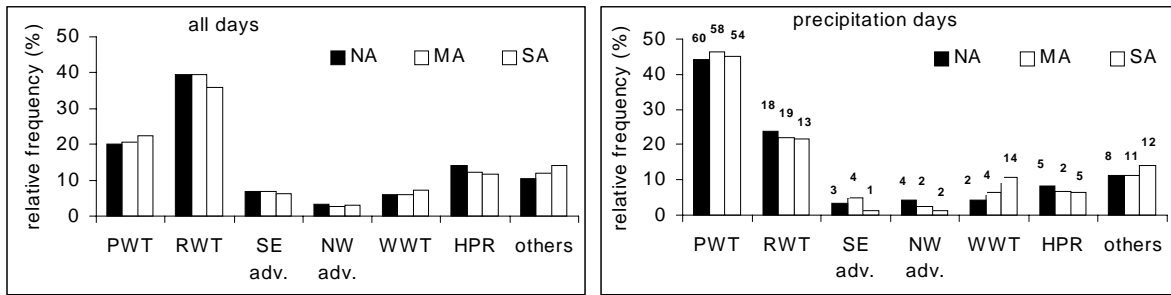 all days
relative frequency (%)
50
40
30
20
10
0
NA MA SA
PWT RWT SE adv. NW adv. WWT HPR others
precipitation days
relative frequency (%)
50
40
30
20
10
0
NA MA SA
60 58 54
18 19 13
3 4 1
4 2 2
2 4 14
5 2 5
8 11 12
PWT RWT SE adv. NW adv. WWT HPR others